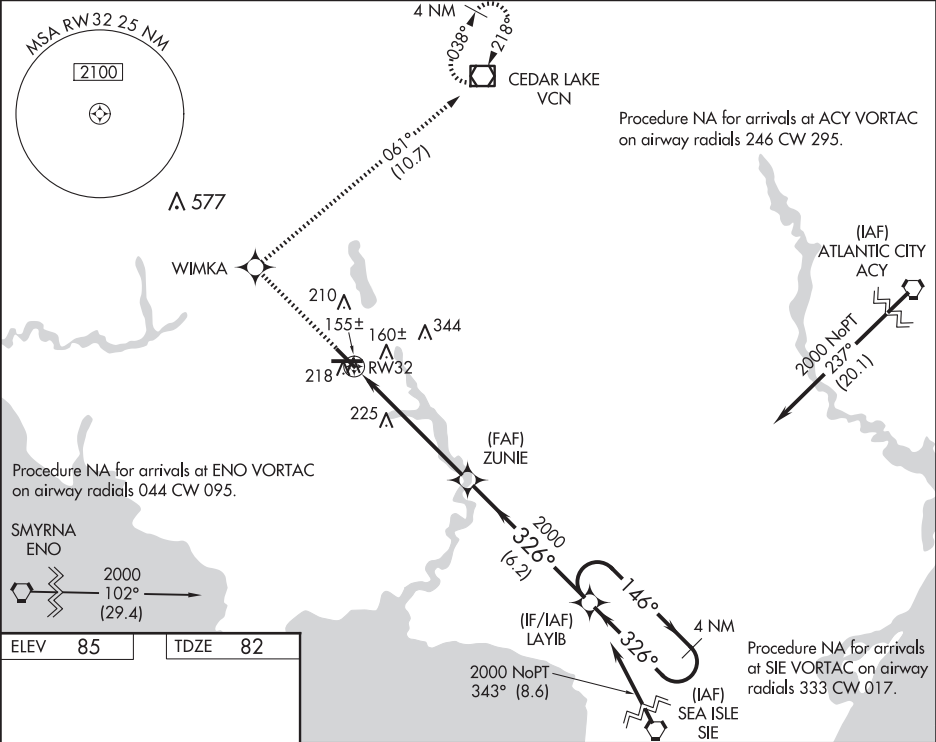 MSA RW32 25 NM
2100
4 NM
038°
218°
CEDAR LAKE
VCN
Procedure NA for arrivals at ACY VORTAC
on airway radials 246 CW 295.
061°
(10.7)
577
WIMKA
(IAF)
ATLANTIC CITY
ACY
2000 NoPT
237°
(20.1)
210
155±
160±
344
218
RW32
225
(FAF)
ZUNIE
Procedure NA for arrivals at ENO VORTAC
on airway radials 044 CW 095.
SMYRNA
ENO
2000
102°
(29.4)
2000
326°
(6.2)
146°
(IF/IAF)
LAYIB
326°
4 NM
ELEV 85
TDZE 82
2000 NoPT
343° (8.6)
(IAF)
SEA ISLE
SIE
Procedure NA for arrivals
at SIE VORTAC on airway
radials 333 CW 017.